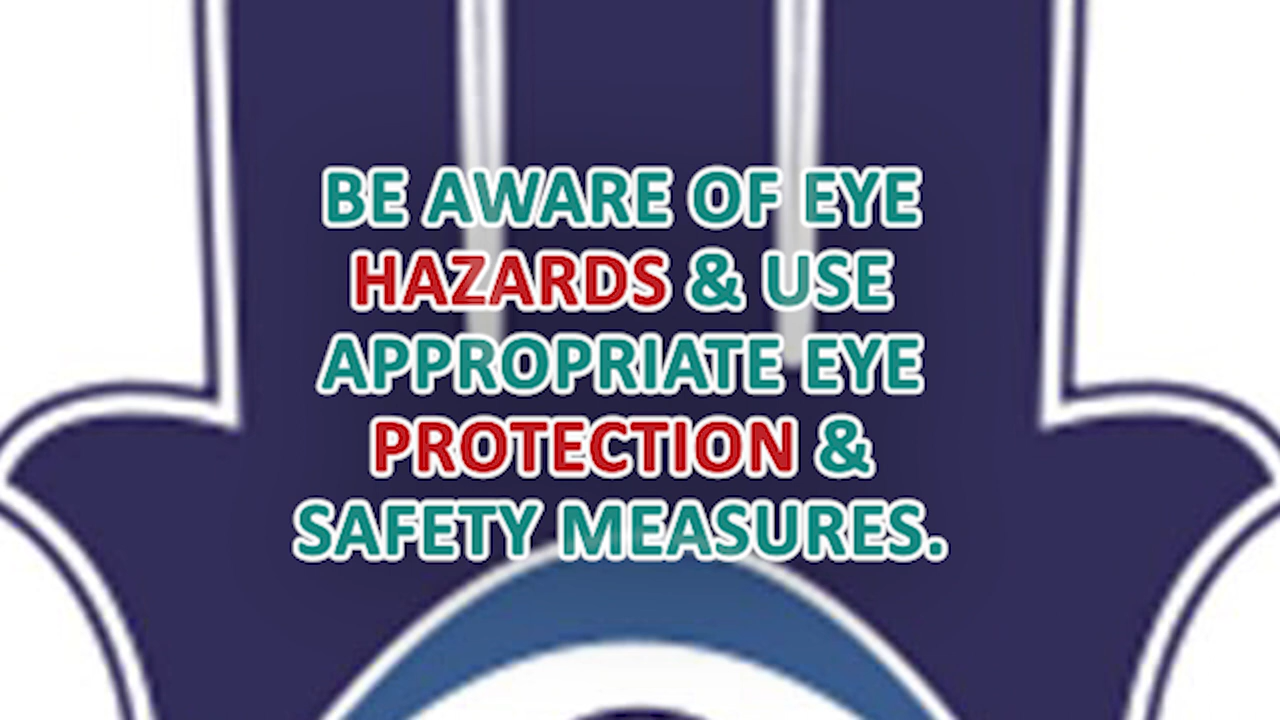 BE AWARE OF EYE
HAZARDS & USE
APPROPRIATE EYE
PROTECTION &
SAFETY MEASURES.